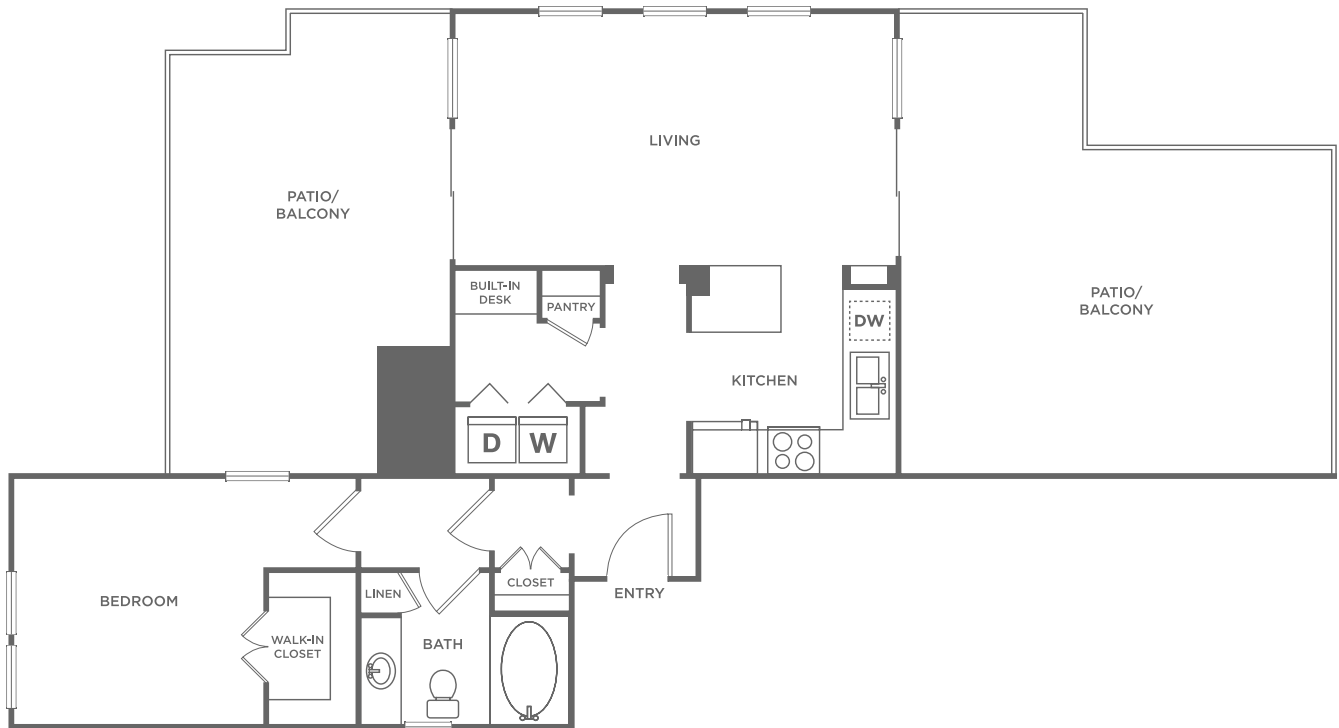 LIVING
PATIO/
BALCONY
BUILT-IN
DESK
PANTRY
PATIO/
BALCONY
DW
KITCHEN
D
W
BEDROOM
LINEN
CLOSET
ENTRY
WALK-IN
CLOSET
BATH